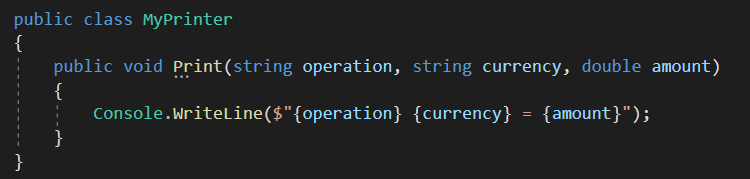 public class MyPrinter
{
public void Print(string operation, string currency, double amount)
{
Console.WriteLine($"{operation} {currency} = {amount}");
}
}